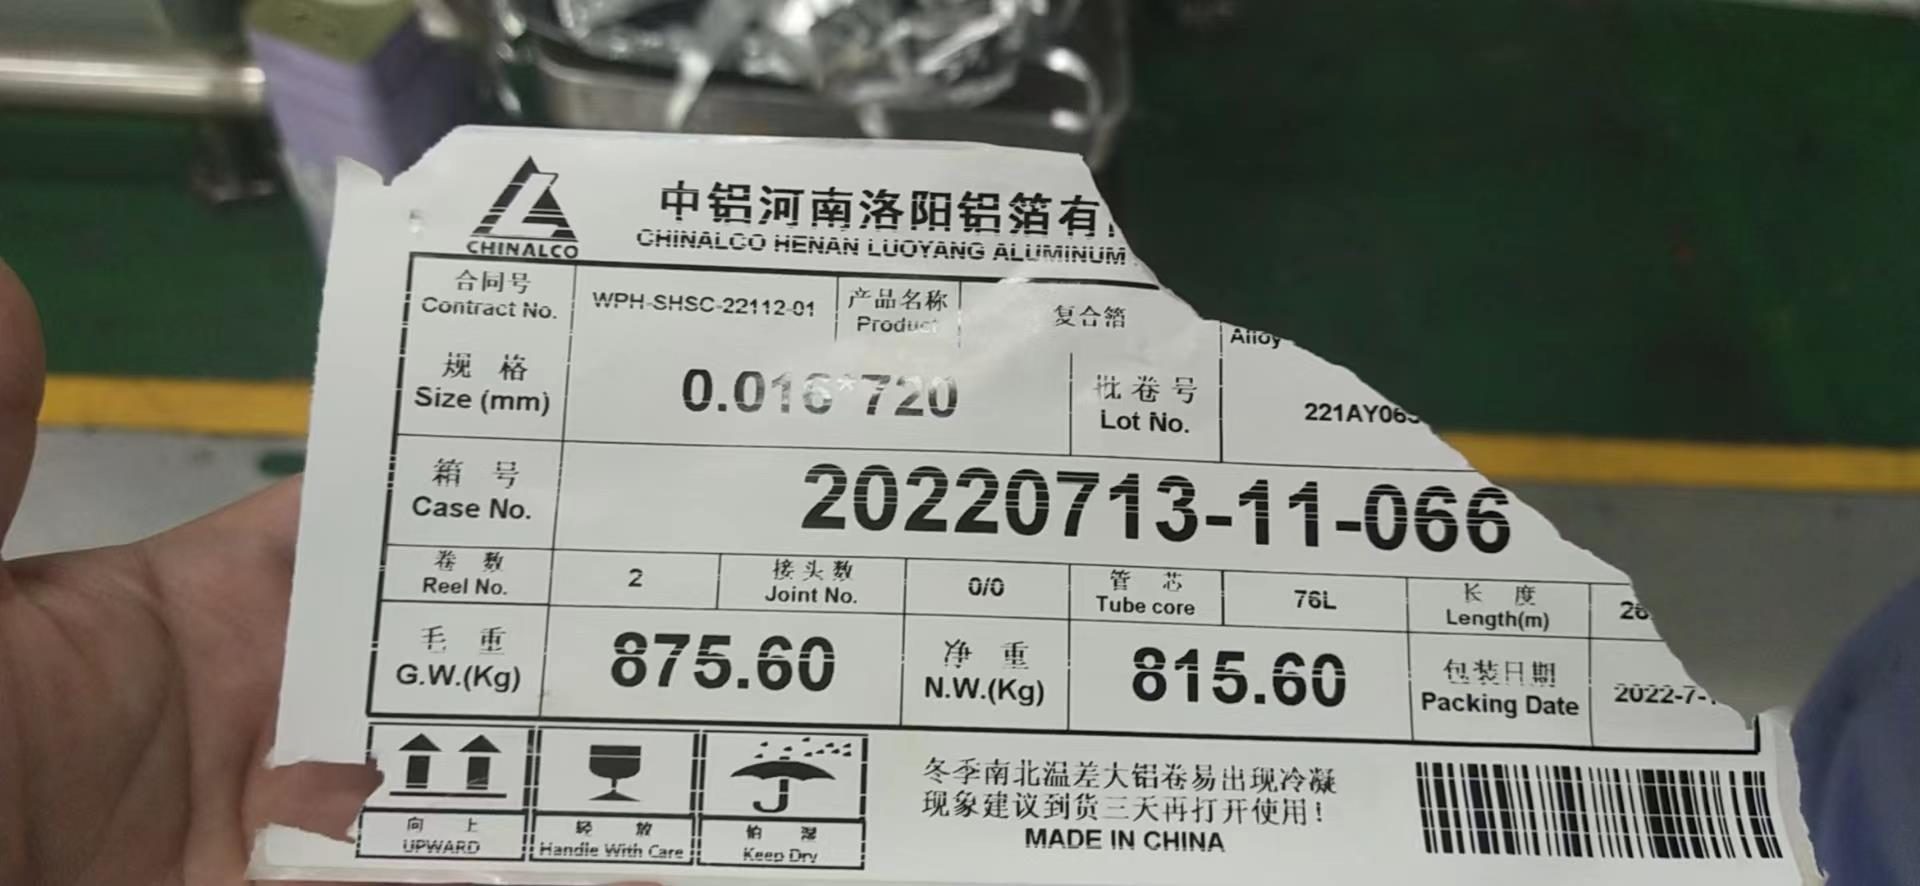 中铝河南洛阳铝箔有
CHINALCO
CHINALCO HENAN LUOYANG ALUMINUM
合同号
Contract No.
WPH-SHSC-22112-01
产品名称
Product
复合箔
Alloy
规格
Size (mm)
0.016*720
批卷号
Lot No.
221AY06
箱号
Case No.
20220713-11-066
卷数
Reel No.
2
接头数
Joint No.
0/0
管芯
Tube core
76L
长度
Length(m)
26
毛重
G.W.(Kg)
875.60
净重
N.W.(Kg)
815.60
包装日期
Packing Date
2022-7-
向上
UPWARD
轻放
Handle With Care
怕湿
Keep Dry
冬季南北温差大铝卷易出现冷凝
现象建议到货三天再打开使用！
MADE IN CHINA